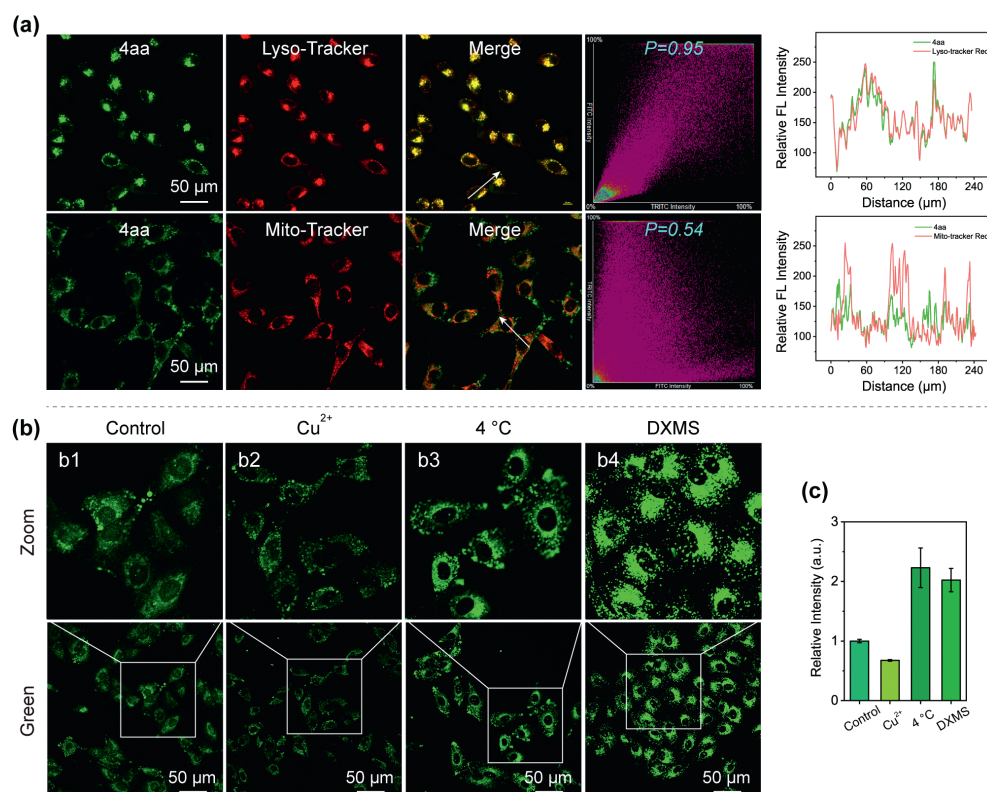 (a)
4aa
Lyso-Tracker
Merge
P=0.95
100%
FITC Intensity
0%
TRITC Intensity
100%
50 µm
Relative FL Intensity
250
200
150
100
4aa
Lyso-tracker Red
0 60 120 180 240
Distance (µm)
4aa
Mito-Tracker
Merge
P=0.54
100%
TRITC Intensity
0%
FITC Intensity
100%
50 µm
Relative FL Intensity
250
200
150
100
4aa
Mito-tracker Red
0 60 120 180 240
Distance (µm)
(b)
Control
Cu2+
4 °C
DXMS
Zoom
b1
b2
b3
b4
Green
50 µm
50 µm
50 µm
50 µm
(c)
Relative Intensity (a.u.)
3
2
1
0
Control
Cu2+
4 °C
DXMS